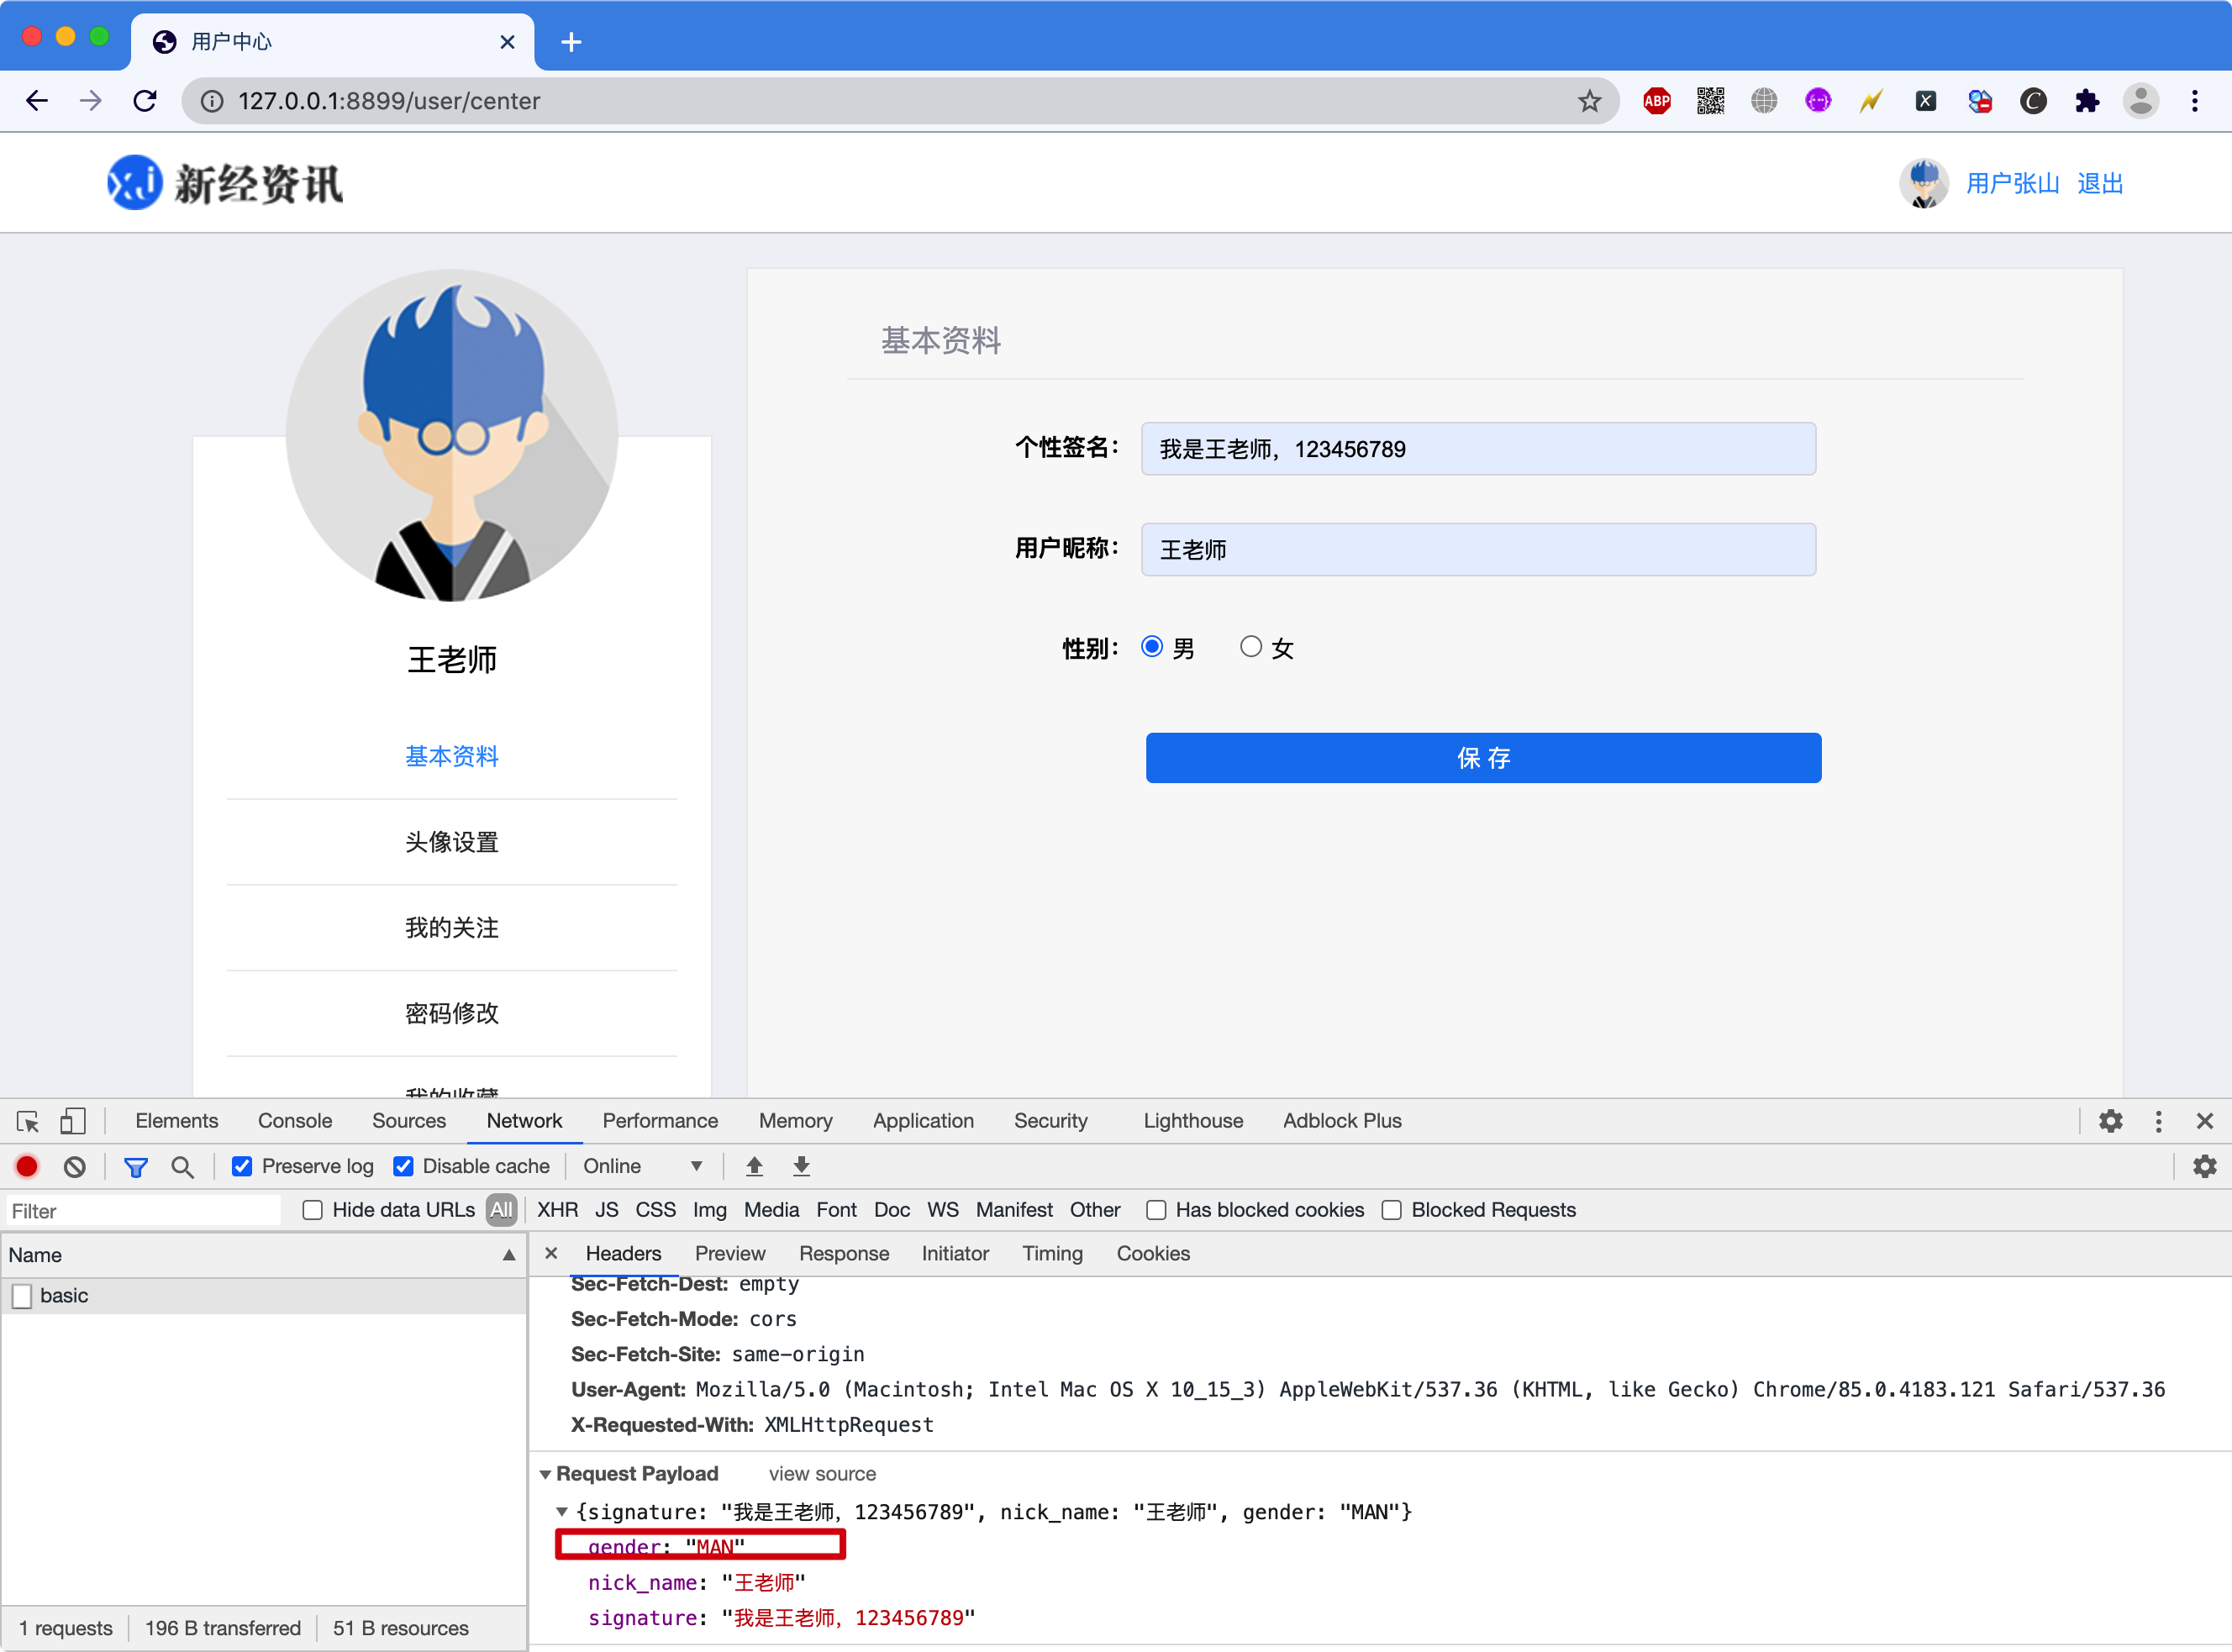 用户中心
127.0.0.1:8899/user/center
ABP
新经资讯
用户张山 退出
基本资料
个性签名: 我是王老师，123456789
用户昵称: 王老师
性别: 男 女
保 存
王老师
基本资料
头像设置
我的关注
密码修改
我的收藏
Elements Console Sources Network Performance Memory Application Security Lighthouse Adblock Plus
Preserve log Disable cache Online
Filter Hide data URLs All XHR JS CSS Img Media Font Doc WS Manifest Other Has blocked cookies Blocked Requests
Name
Headers Preview Response Initiator Timing Cookies
basic
Sec-Fetch-Dest: empty
Sec-Fetch-Mode: cors
Sec-Fetch-Site: same-origin
User-Agent: Mozilla/5.0 (Macintosh; Intel Mac OS X 10_15_3) AppleWebKit/537.36 (KHTML, like Gecko) Chrome/85.0.4183.121 Safari/537.36
X-Requested-With: XMLHttpRequest
Request Payload view source
{signature: "我是王老师，123456789", nick_name: "王老师", gender: "MAN"}
gender: "MAN"
nick_name: "王老师"
signature: "我是王老师，123456789"
1 requests 196 B transferred 51 B resources